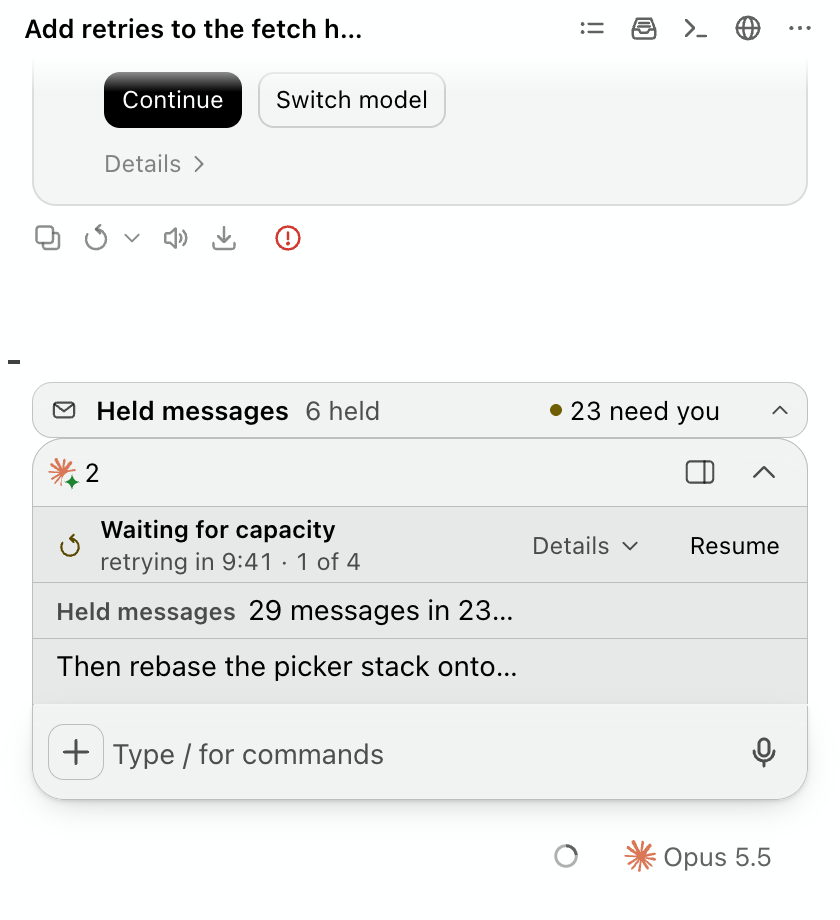 Add retries to the fetch h...
Continue
Switch model
Details
Held messages 6 held
23 need you
2
Waiting for capacity
retrying in 9:41 · 1 of 4
Details
Resume
Held messages 29 messages in 23...
Then rebase the picker stack onto...
Type / for commands
Opus 5.5